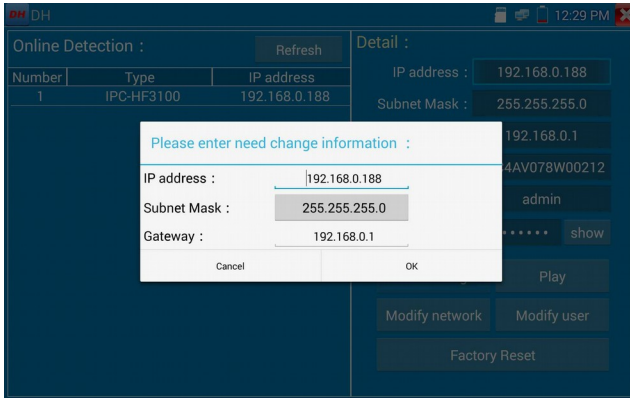 DH DH 12:29 PM
Online Detection : Refresh
Number Type IP address
1 IPC-HF3100 192.168.0.188
Detail :
IP address : 192.168.0.188
Subnet Mask : 255.255.255.0
192.168.0.1
4AV078W00212
admin
show
Play
Modify network Modify user
Factory Reset
Please enter need change information :
IP address : 192.168.0.188
Subnet Mask : 255.255.255.0
Gateway : 192.168.0.1
Cancel OK